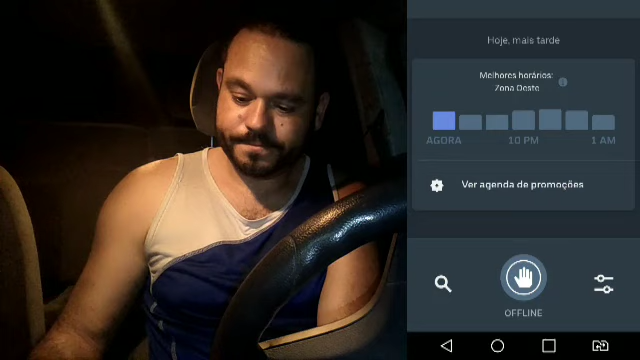 Hoje, mais tarde
Melhores horários:
Zona Oeste
AGORA
10 PM
1 AM
Ver agenda de promoções
OFFLINE